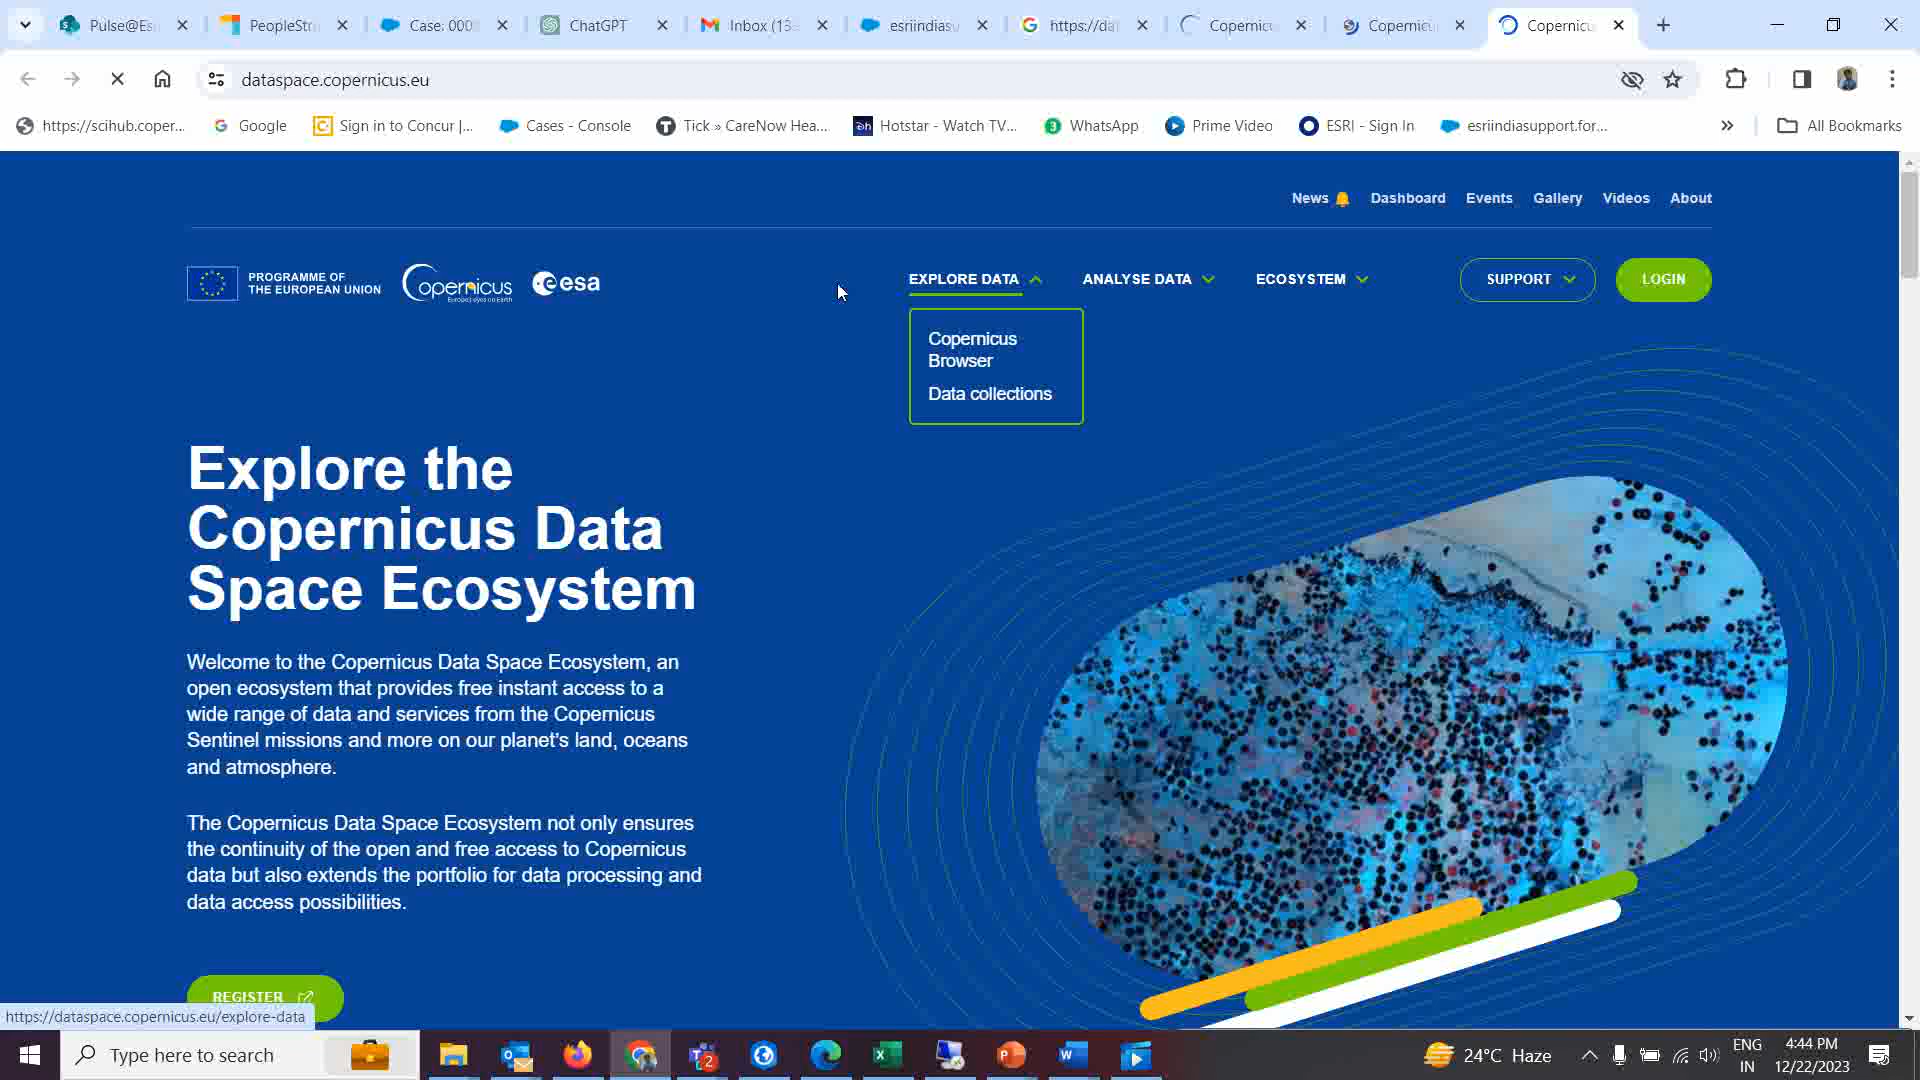 Pulse@Es
PeopleStr
Case: 000
ChatGPT
Inbox (13
esriindiasu
https://dat
Copernic
Copernicu
Copernicu
dataspace.copernicus.eu
https://scihub.coper...
Google
Sign in to Concur |...
Cases - Console
Tick » CareNow Hea...
Hotstar - Watch TV...
WhatsApp
Prime Video
ESRI - Sign In
esriindiasupport.for...
»
All Bookmarks
News
Dashboard
Events
Gallery
Videos
About
PROGRAMME OF
THE EUROPEAN UNION
opernicus
Europe's eyes on Earth
esa
EXPLORE DATA
ANALYSE DATA
ECOSYSTEM
SUPPORT
LOGIN
Copernicus
Browser
Data collections
Explore the
Copernicus Data
Space Ecosystem
Welcome to the Copernicus Data Space Ecosystem, an
open ecosystem that provides free instant access to a
wide range of data and services from the Copernicus
Sentinel missions and more on our planet's land, oceans
and atmosphere.
The Copernicus Data Space Ecosystem not only ensures
the continuity of the open and free access to Copernicus
data but also extends the portfolio for data processing and
data access possibilities.
REGISTER
https://dataspace.copernicus.eu/explore-data
Type here to search
24°C Haze
ENG
IN
4:44 PM
12/22/2023